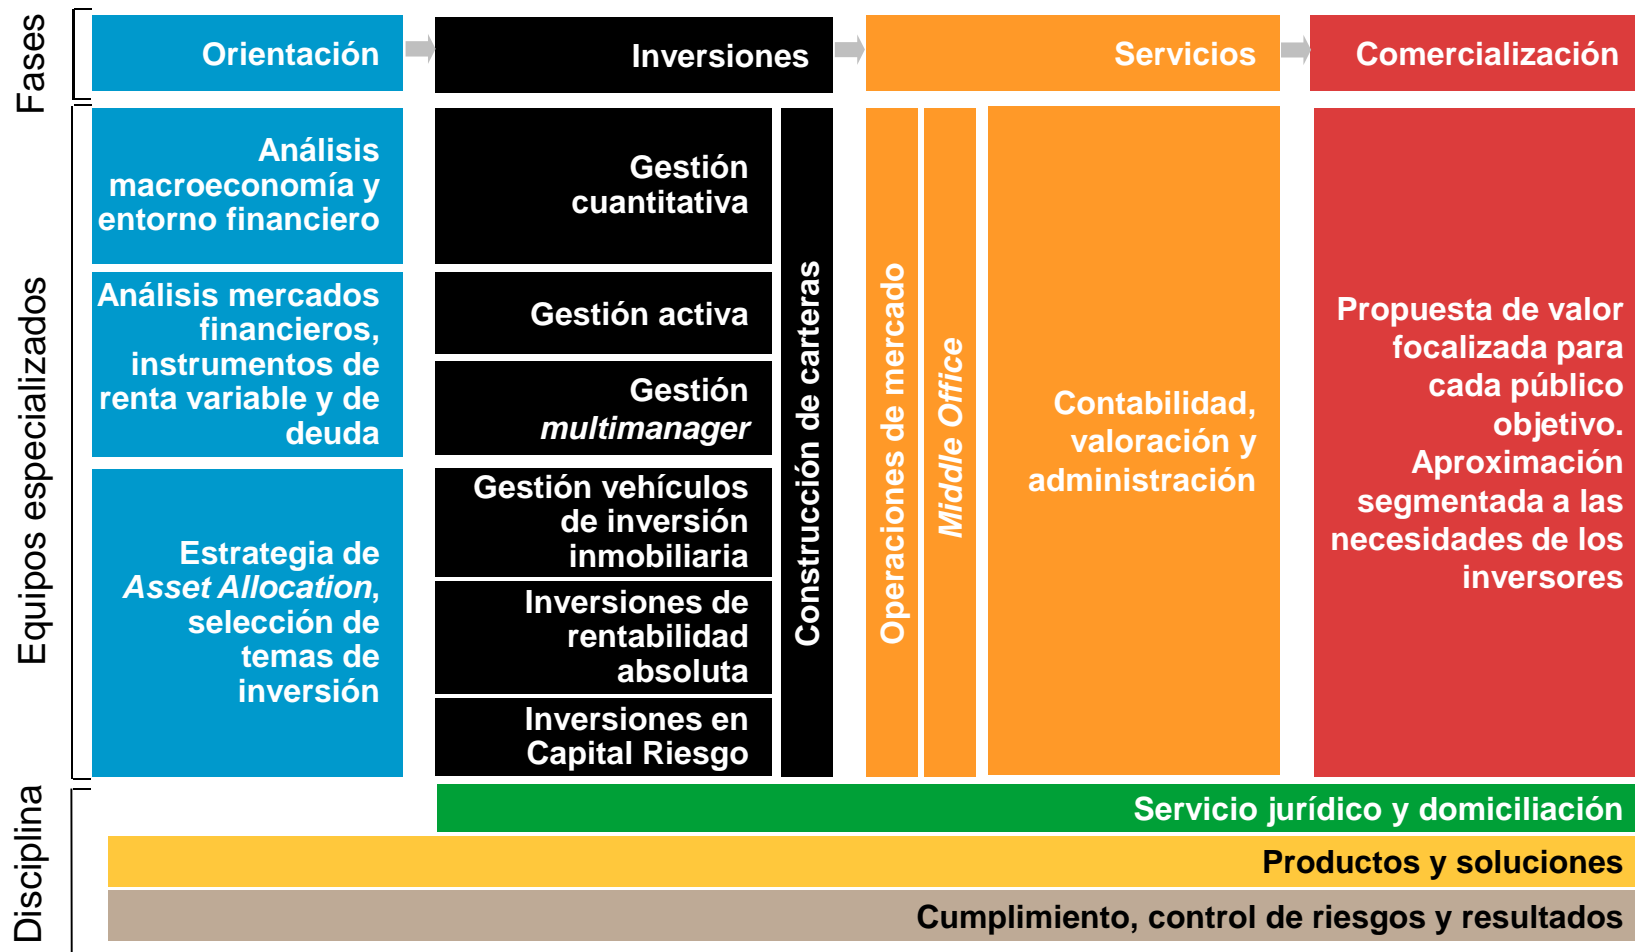 Fases
Orientación
Inversiones
Servicios
Comercialización
Equipos especializados
Análisis
macroeconomía y
entorno financiero
Análisis mercados
financieros,
instrumentos de
renta variable y de
deuda
Estrategia de
Asset Allocation,
selección de
temas de
inversión
Gestión
cuantitativa
Gestión activa
Gestión
multimanager
Gestión vehículos
de inversión
inmobiliaria
Inversiones de
rentabilidad
absoluta
Inversiones en
Capital Riesgo
Construcción de carteras
Operaciones de mercado
Middle Office
Contabilidad,
valoración y
administración
Propuesta de valor
focalizada para
cada público
objetivo.
Aproximación
segmentada a las
necesidades de los
inversores
Disciplina
Servicio jurídico y domiciliación
Productos y soluciones
Cumplimiento, control de riesgos y resultados